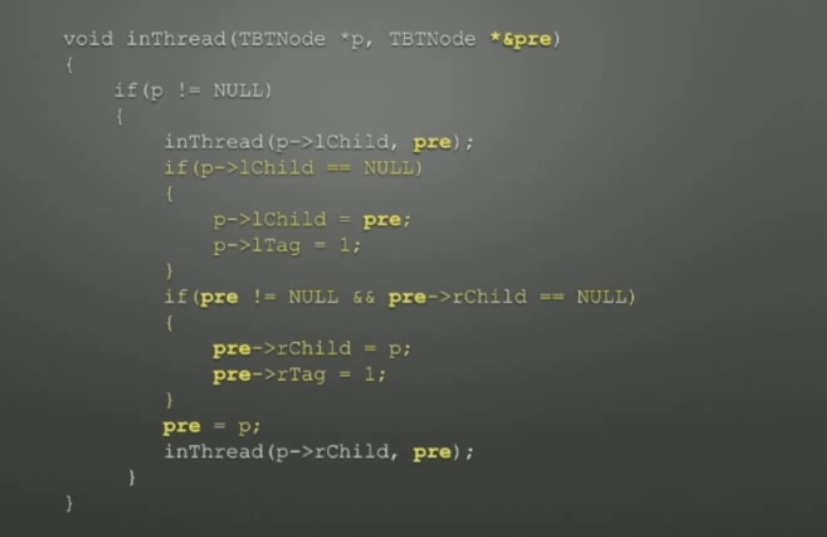 void inThread(TBTNode *p, TBTNode *&pre)
{
    if(p != NULL)
    {
        inThread(p->lChild, pre);
        if(p->lChild == NULL)
        {
            p->lChild = pre;
            p->lTag = 1;
        }
        if(pre != NULL && pre->rChild == NULL)
        {
            pre->rChild = p;
            pre->rTag = 1;
        }
        pre = p;
        inThread(p->rChild, pre);
    }
}